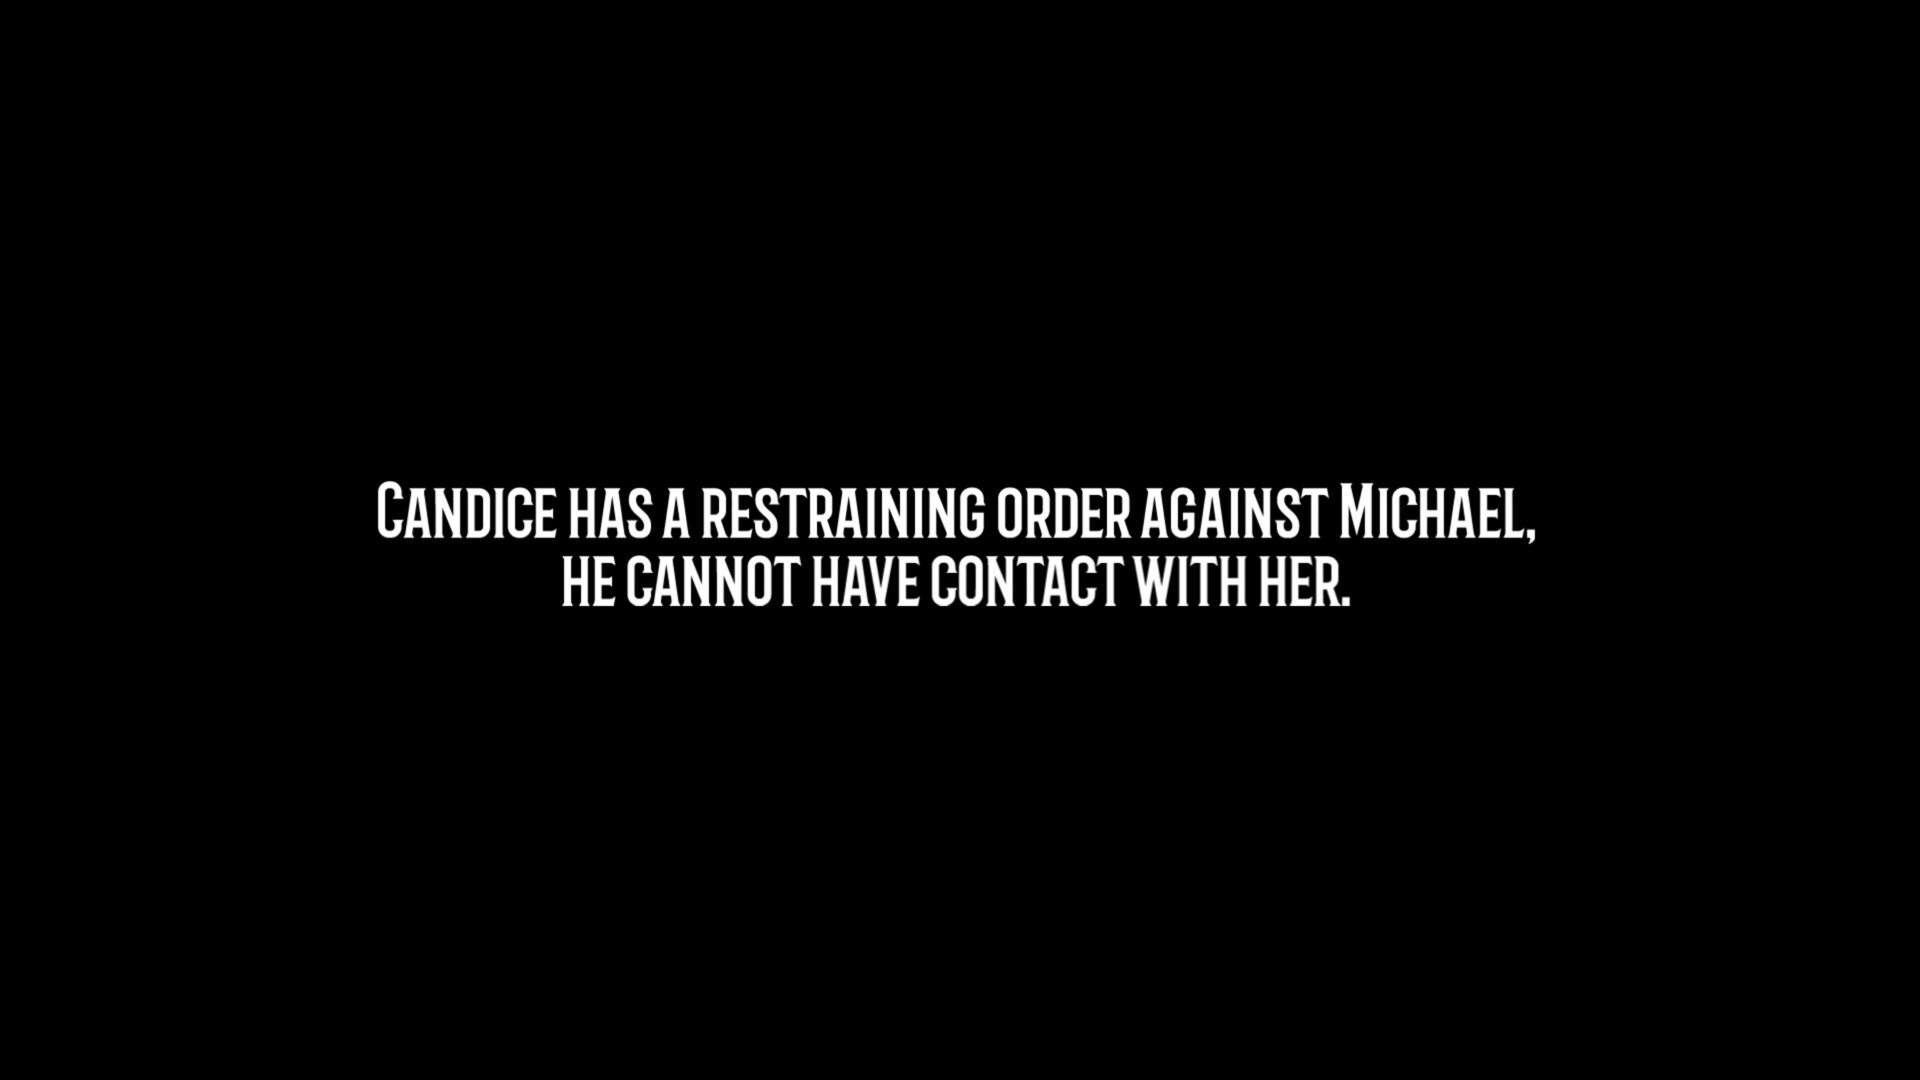 Candice has a restraining order against Michael,
he cannot have contact with her.